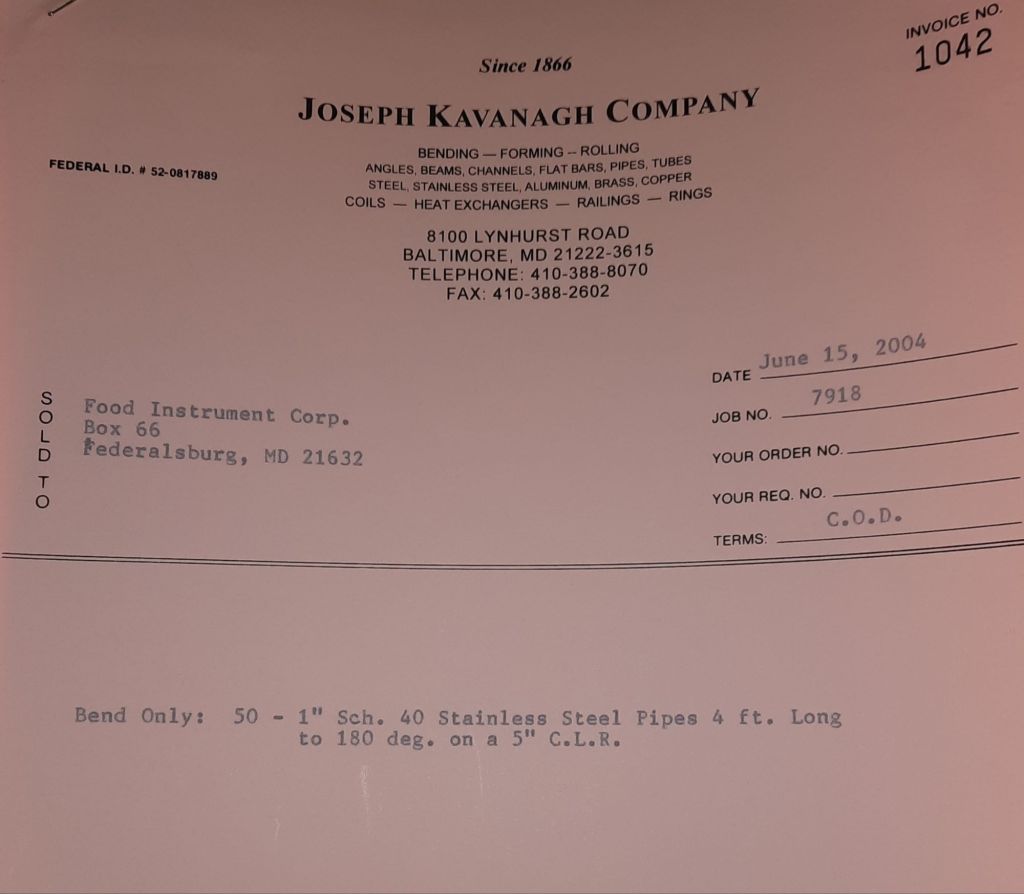 INVOICE NO.
1042
Since 1866
JOSEPH KAVANAGH COMPANY
BENDING — FORMING — ROLLING
ANGLES, BEAMS, CHANNELS, FLAT BARS, PIPES, TUBES
STEEL, STAINLESS STEEL, ALUMINUM, BRASS, COPPER
COILS — HEAT EXCHANGERS — RAILINGS — RINGS
FEDERAL I.D. # 52-0817889
8100 LYNHURST ROAD
BALTIMORE, MD 21222-3615
TELEPHONE: 410-388-8070
FAX: 410-388-2602
SOLD TO
Food Instrument Corp.
Box 66
Federalsburg, MD 21632
DATE June 15, 2004
JOB NO. 7918
YOUR ORDER NO.
YOUR REQ. NO.
TERMS: C.O.D.
Bend Only: 50 - 1" Sch. 40 Stainless Steel Pipes 4 ft. Long
to 180 deg. on a 5" C.L.R.